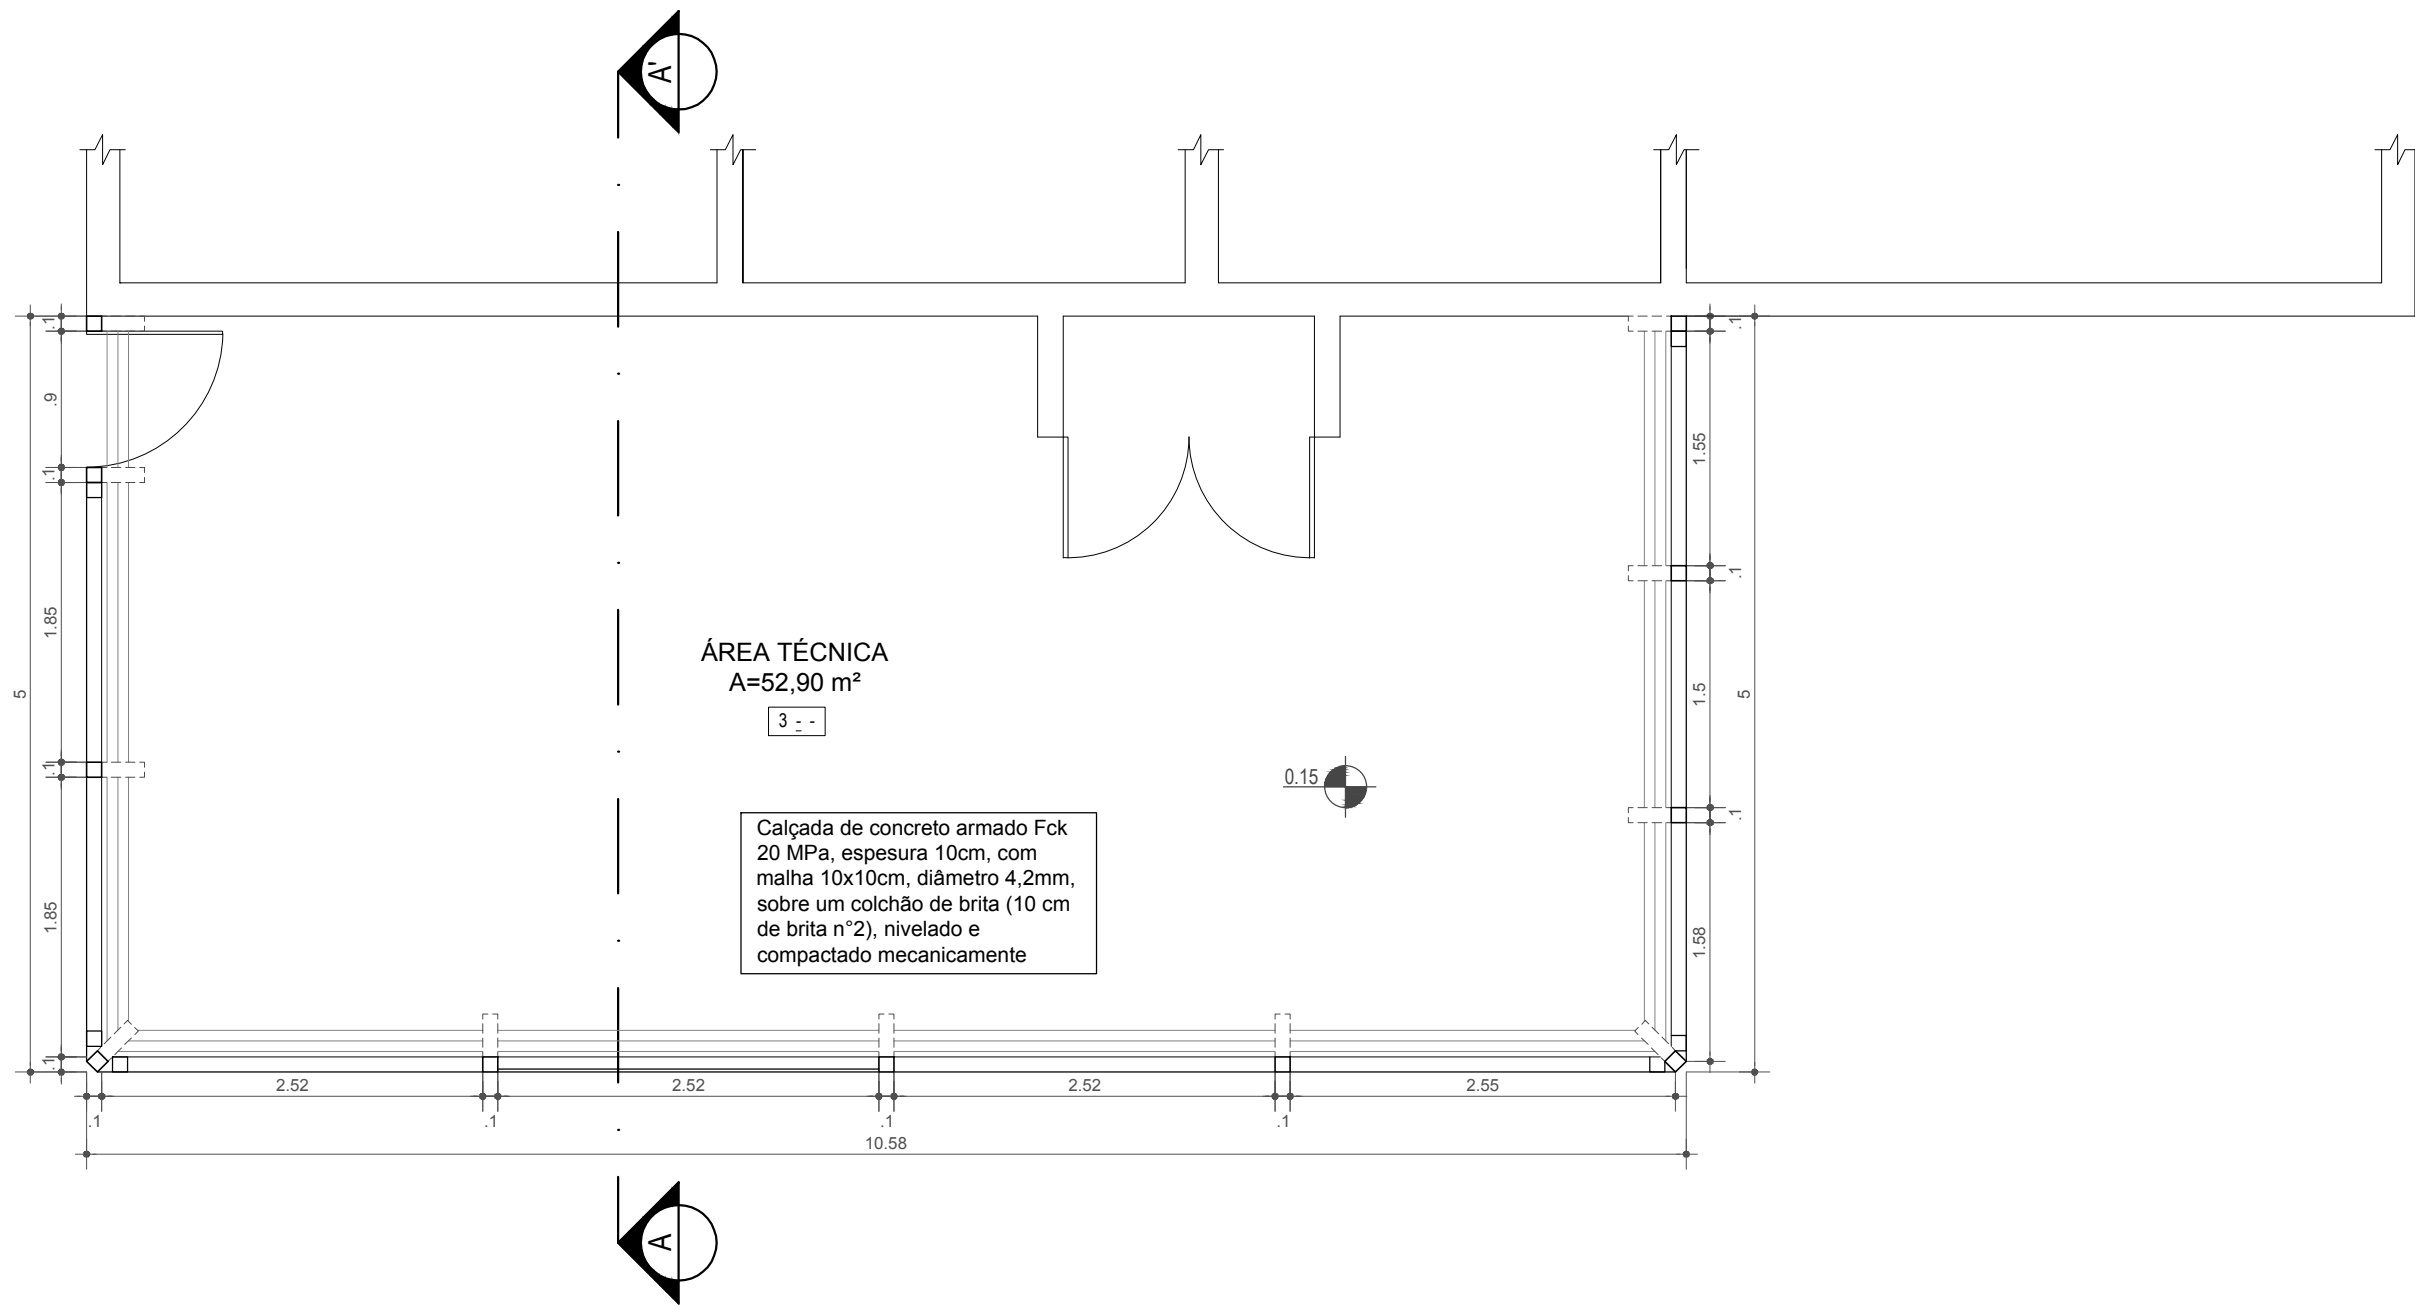 A'
.1
.1
.9
1.55
.1
.1
1.85
ÁREA TÉCNICA
A=52,90 m²
3 - -
5
1.5
5
.1
0.15
.1
Calçada de concreto armado Fck
20 MPa, espesura 10cm, com
malha 10x10cm, diâmetro 4,2mm,
sobre um colchão de brita (10 cm
de brita n°2), nivelado e
compactado mecanicamente
1.85
1.58
.1
2.52
2.52
2.52
2.55
.1
.1
.1
.1
10.58
A